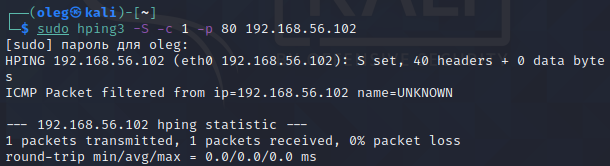 (oleg㉿kali)-[~]
$ sudo hping3 -S -c 1 -p 80 192.168.56.102
[sudo] пароль для oleg:
HPING 192.168.56.102 (eth0 192.168.56.102): S set, 40 headers + 0 data byte
s
ICMP Packet filtered from ip=192.168.56.102 name=UNKNOWN
--- 192.168.56.102 hping statistic ---
1 packets transmitted, 1 packets received, 0% packet loss
round-trip min/avg/max = 0.0/0.0/0.0 ms